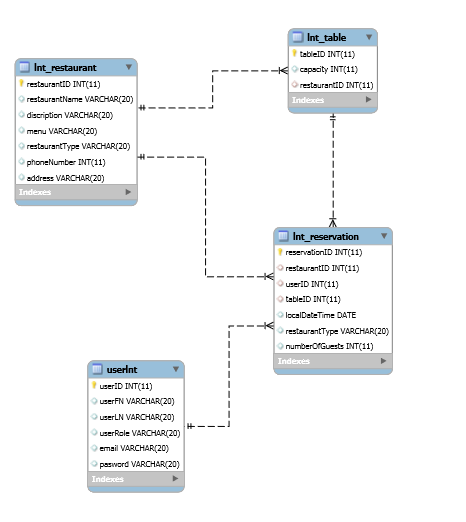 lnt_table
tableID INT(11)
capacity INT(11)
restaurantID INT(11)
Indexes
lnt_restaurant
restaurantID INT(11)
restaurantName VARCHAR(20)
discription VARCHAR(20)
menu VARCHAR(20)
restaurantType VARCHAR(20)
phoneNumber INT(11)
address VARCHAR(20)
Indexes
lnt_reservation
reservationID INT(11)
restaurantID INT(11)
userID INT(11)
tableID INT(11)
localDateTime DATE
restaurantType VARCHAR(20)
numberOfGuests INT(11)
Indexes
userlnt
userID INT(11)
userFN VARCHAR(20)
userLN VARCHAR(20)
userRole VARCHAR(20)
email VARCHAR(20)
pasword VARCHAR(20)
Indexes